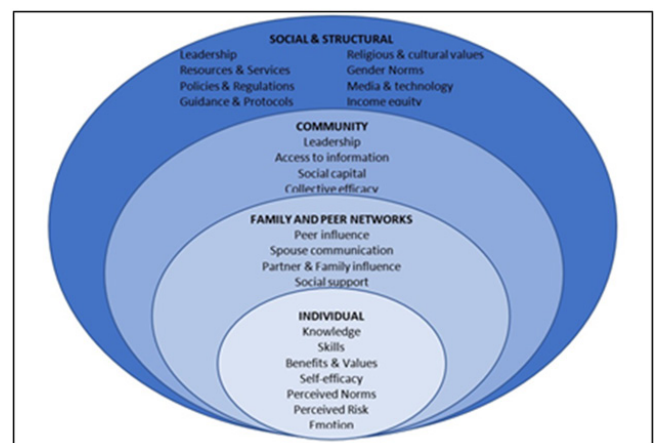 SOCIAL & STRUCTURAL
Leadership
Resources & Services
Policies & Regulations
Guidance & Protocols
Religious & cultural values
Gender Norms
Media & technology
Income equity
COMMUNITY
Leadership
Access to information
Social capital
Collective efficacy
FAMILY AND PEER NETWORKS
Peer influence
Spouse communication
Partner & Family influence
Social support
INDIVIDUAL
Knowledge
Skills
Benefits & Values
Self-efficacy
Perceived Norms
Perceived Risk
Emotion